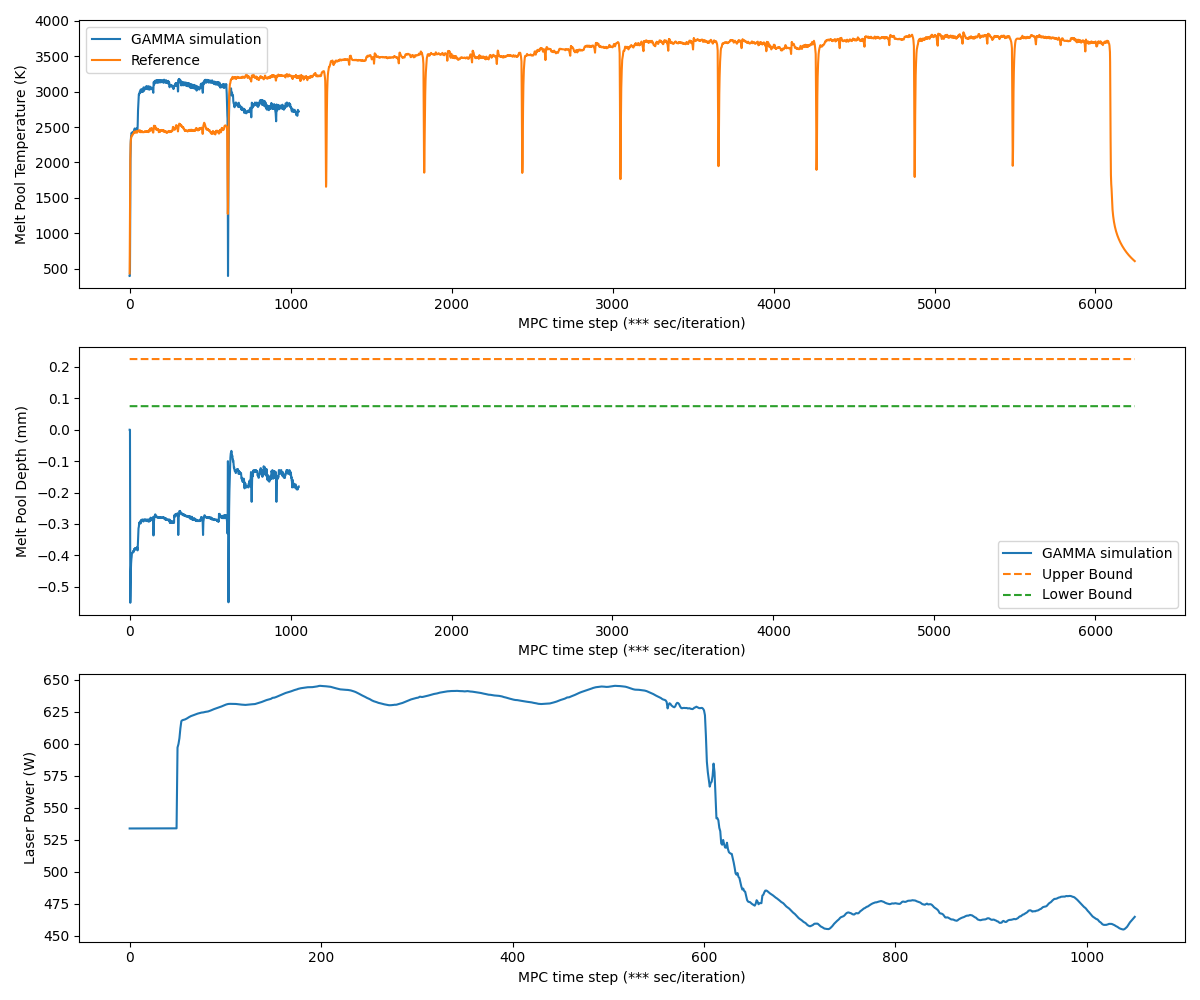 4000
3500
3000
2500
2000
1500
1000
500
Melt Pool Temperature (K)
GAMMA simulation
Reference
0 1000 2000 3000 4000 5000 6000
MPC time step (*** sec/iteration)
0.2
0.1
0.0
−0.1
−0.2
−0.3
−0.4
−0.5
Melt Pool Depth (mm)
GAMMA simulation
Upper Bound
Lower Bound
0 1000 2000 3000 4000 5000 6000
MPC time step (*** sec/iteration)
650
625
600
575
550
525
500
475
450
Laser Power (W)
0 200 400 600 800 1000
MPC time step (*** sec/iteration)